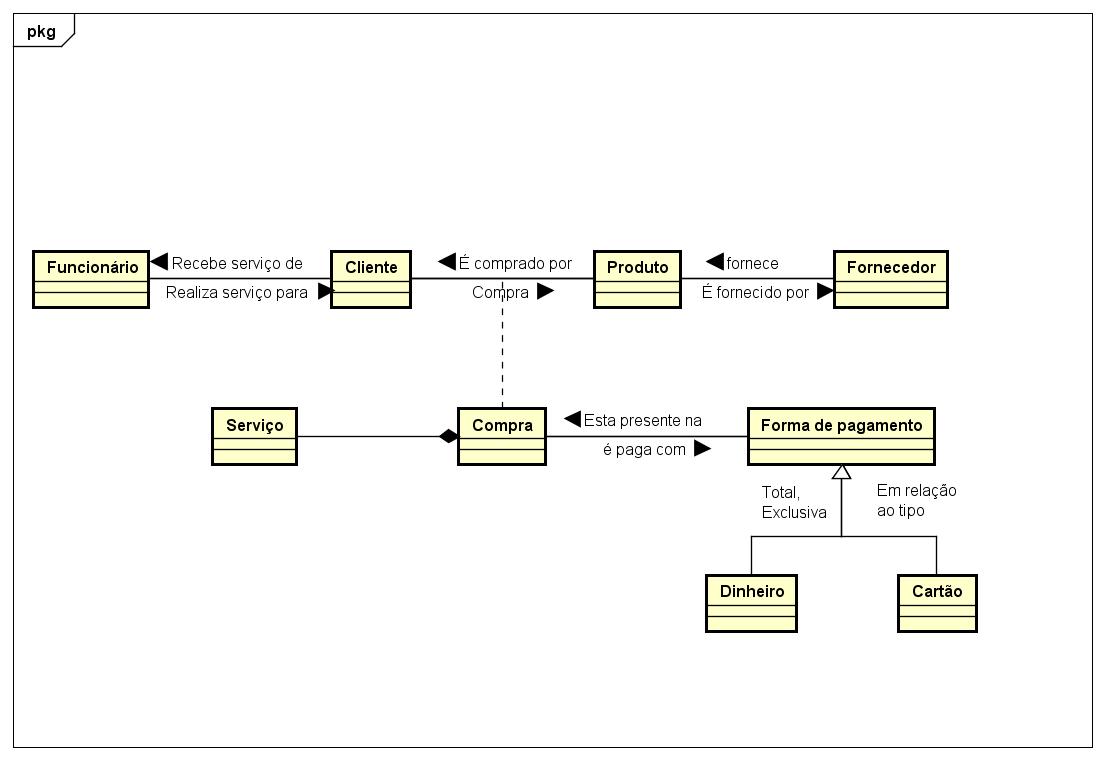 pkg
Funcionário
Recebe serviço de
Realiza serviço para
Cliente
É comprado por
Compra
Produto
fornece
É fornecido por
Fornecedor
Serviço
Compra
Esta presente na
é paga com
Forma de pagamento
Total,
Exclusiva
Em relação
ao tipo
Dinheiro
Cartão